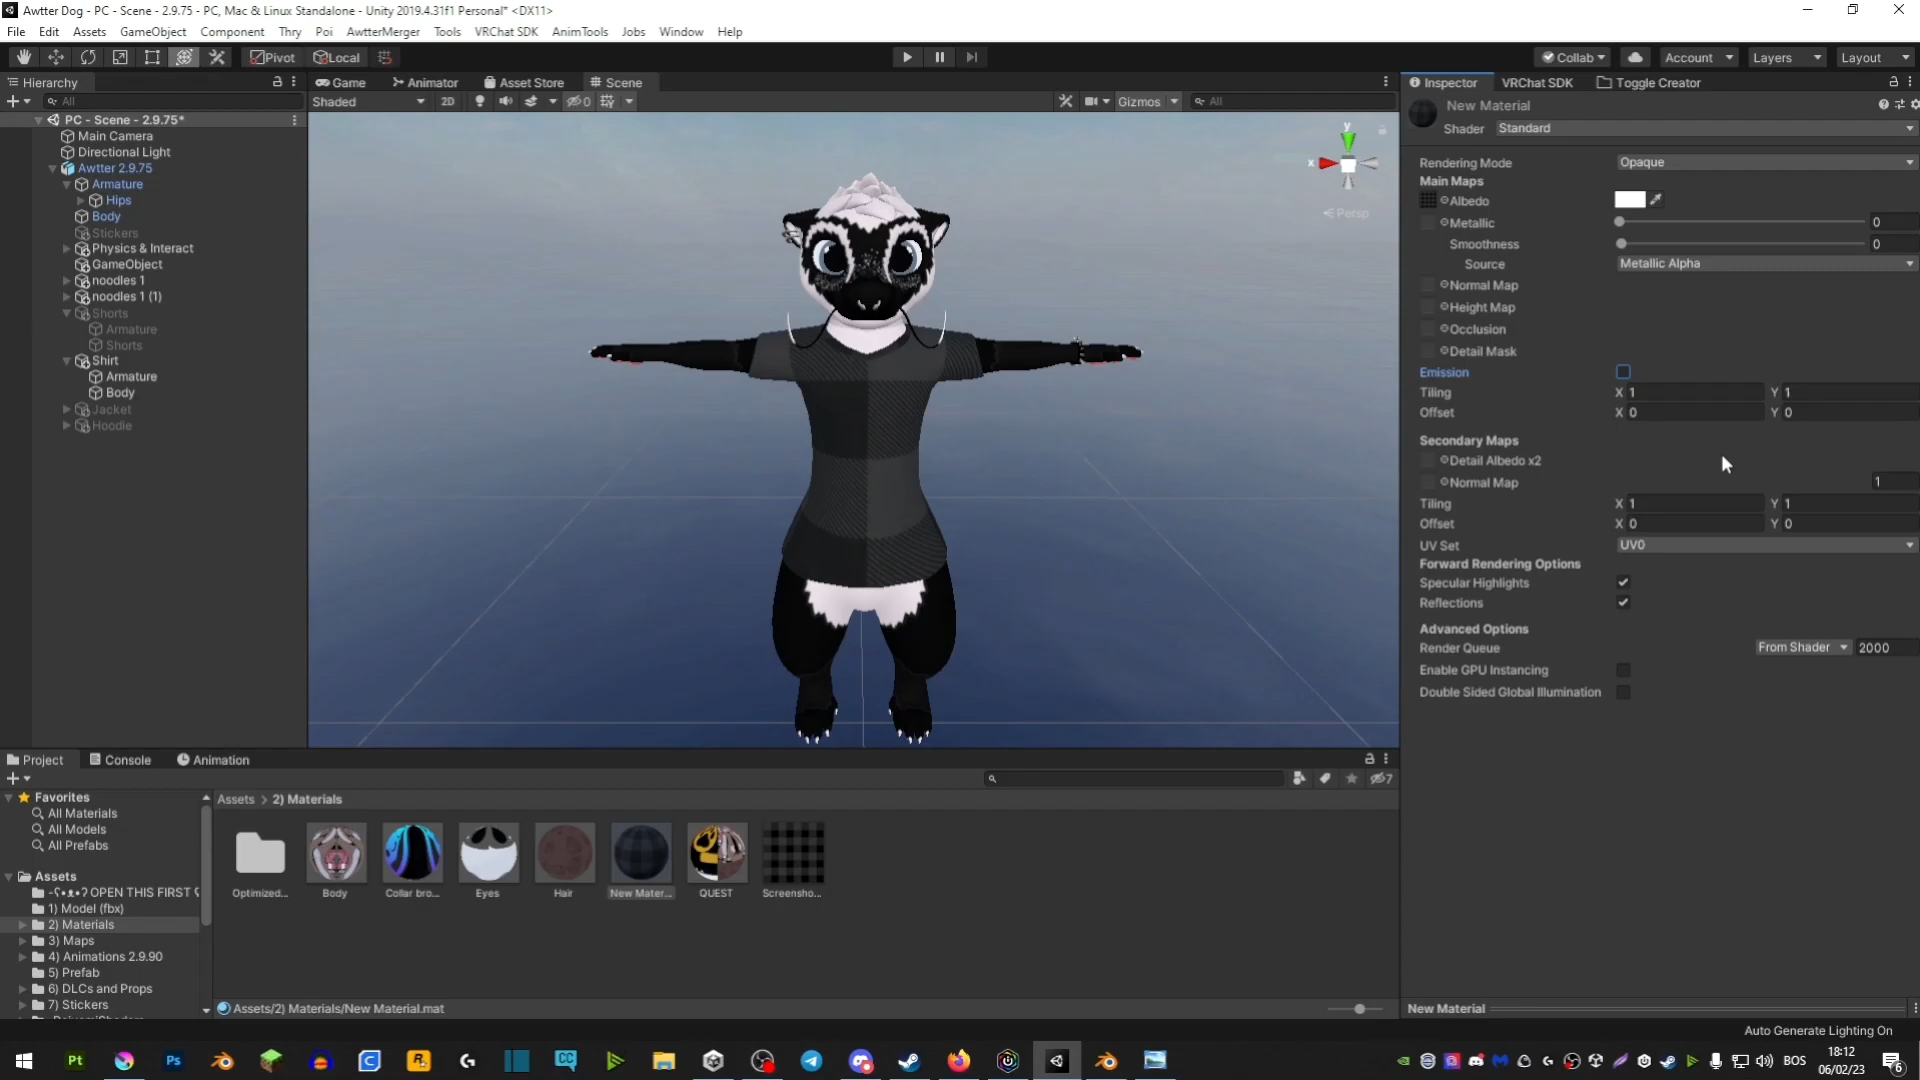 Awtter Dog - PC - Scene - 2.9.75 - PC, Mac & Linux Standalone - Unity 2019.4.31f1 Personal* <DX11>
File Edit Assets GameObject Component Thry Poi AwtterMerger Tools VRChat SDK AnimTools Jobs Window Help
Pivot Local Collab Account Layers Layout
Hierarchy
All
PC - Scene - 2.9.75*
Main Camera
Directional Light
Awtter 2.9.75
Armature
Hips
Body
Stickers
Physics & Interact
GameObject
noodles 1
noodles 1 (1)
Shorts
Armature
Shorts
Shirt
Armature
Body
Jacket
Hoodie
Game Animator Asset Store Scene
Shaded 2D 0 Gizmos All
y
x
Persp
Inspector VRChat SDK Toggle Creator
New Material
Shader Standard
Rendering Mode Opaque
Main Maps
Albedo
Metallic 0
Smoothness 0
Source Metallic Alpha
Normal Map
Height Map
Occlusion
Detail Mask
Emission
Tiling X 1 Y 1
Offset X 0 Y 0
Secondary Maps
Detail Albedo x2
Normal Map 1
Tiling X 1 Y 1
Offset X 0 Y 0
UV Set UV0
Forward Rendering Options
Specular Highlights
Reflections
Advanced Options
Render Queue From Shader 2000
Enable GPU Instancing
Double Sided Global Illumination
Project Console Animation
7
Favorites
All Materials
All Models
All Prefabs
Assets
OPEN THIS FIRST
1) Model (fbx)
2) Materials
3) Maps
4) Animations 2.9.90
5) Prefab
6) DLCs and Props
7) Stickers
Assets > 2) Materials
Optimized... Body Collar bro... Eyes Hair New Mater... QUEST Screensho...
Assets/2) Materials/New Material.mat
New Material
Auto Generate Lighting On
Pt Ps R. CC BOS 18:12
06/02/23 6